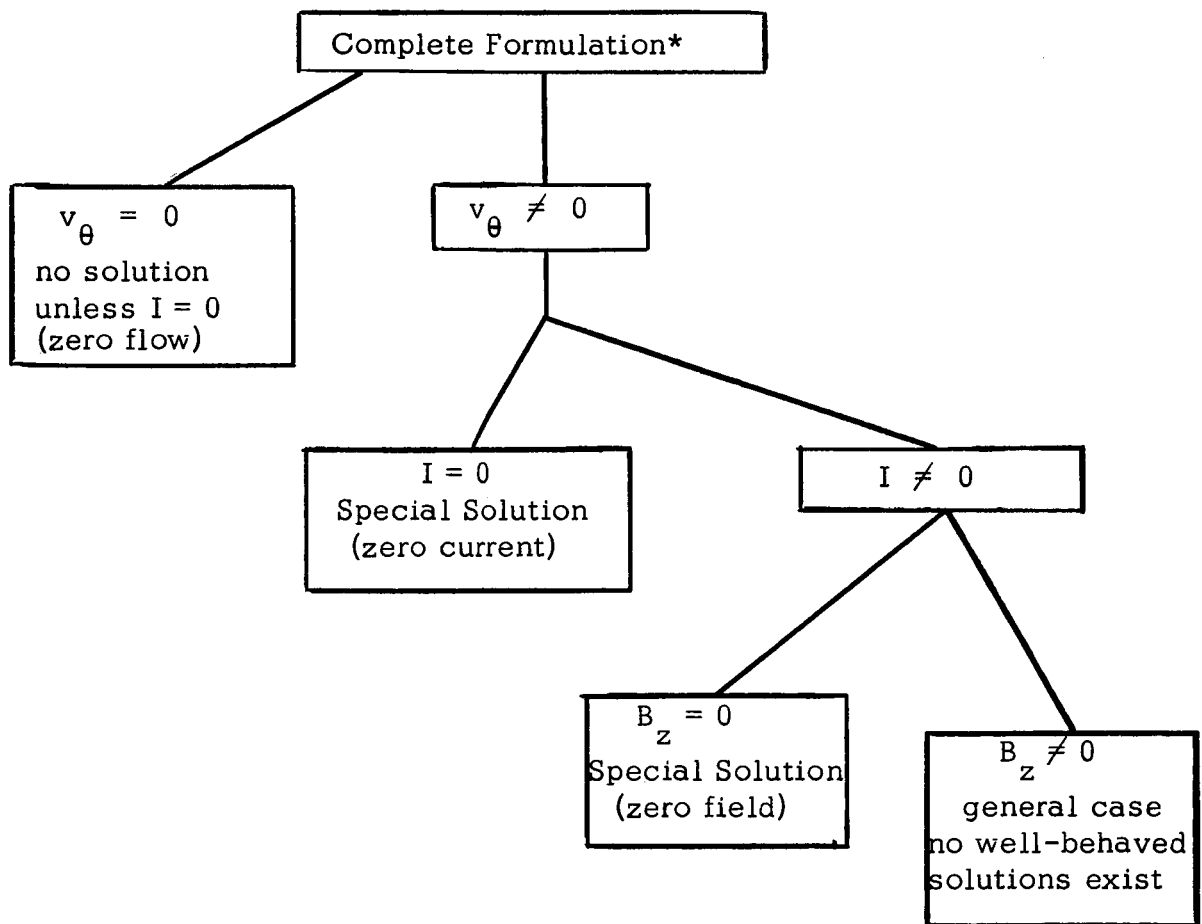 Complete Formulation*
v_θ = 0
no solution
unless I = 0
(zero flow)
v_θ ≠ 0
I = 0
Special Solution
(zero current)
I ≠ 0
B_z = 0
Special Solution
(zero field)
B_z ≠ 0
general case
no well-behaved
solutions exist